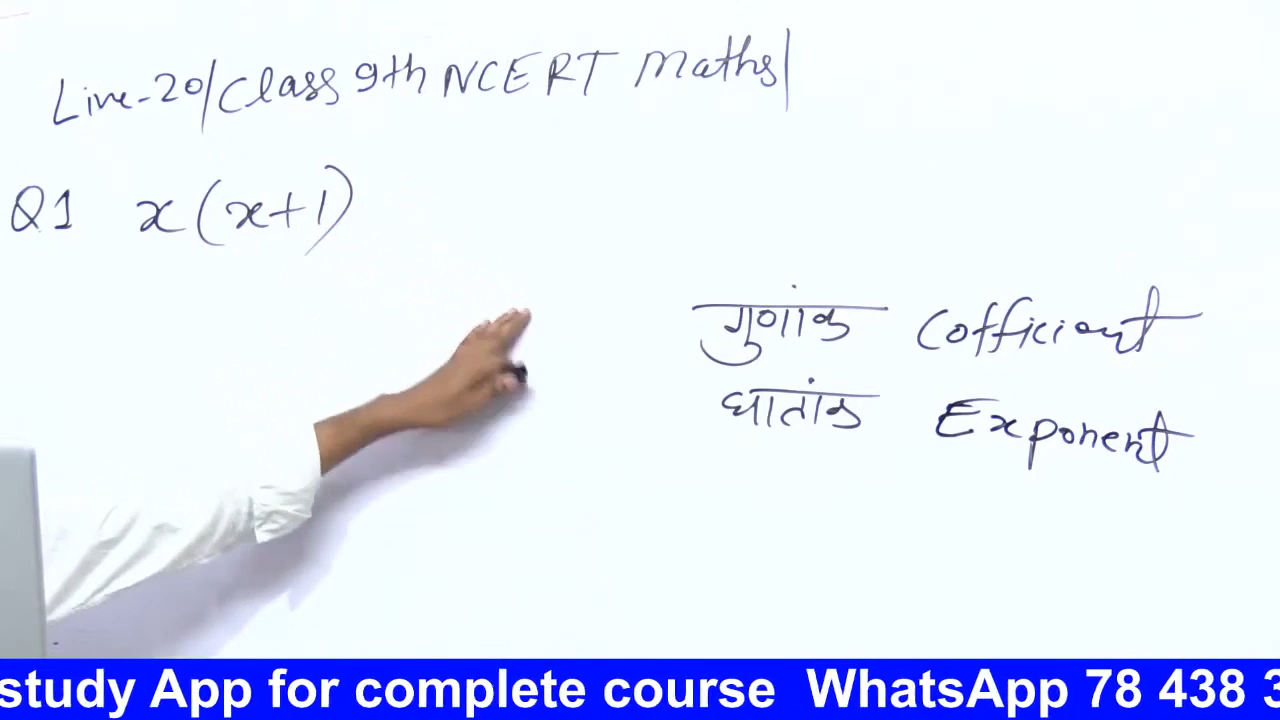 Live-20/Class 9th NCERT Maths|
Q1 x(x+1)
गुणांक Cofficient
घातांक Exponent
study App for complete course WhatsApp 78 438 3